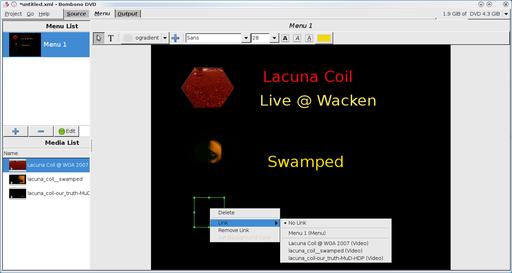 *untitled.xml - Bombono DVD
Project Go Help Source Menu Output 1.9 GiB of DVD 4.3 GiB
Menu List
Menu 1
Menu 1
T ogradient Sans 28 A A A
Lacuna Coil
Live @ Wacken
Swamped
Edit
Media List
Name
Lacuna Coil @ WOA 2007
lacuna_coil__swamped
lacuna_coil-our_truth-MuD
Delete
Link
Remove Link
No Link
Menu 1 (Menu)
Lacuna Coil @ WOA 2007 (Video)
lacuna_coil__swamped (Video)
lacuna_coil-our_truth-MuD-HDP (Video)